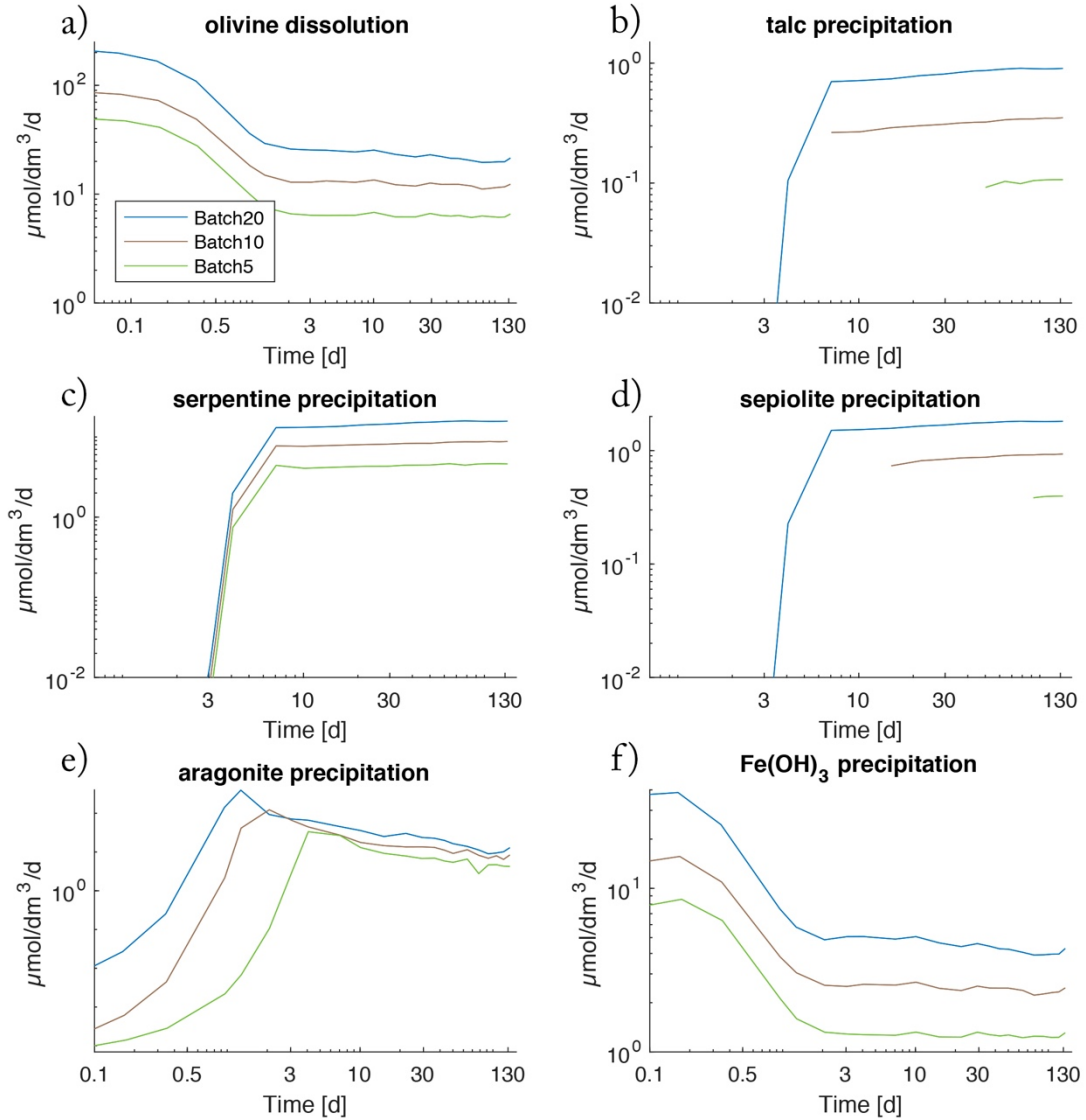 a) olivine dissolution
µmol/dm³/d
10²
10¹
10⁰
Batch20
Batch10
Batch5
0.1 0.5 3 10 30 130
Time [d]
b) talc precipitation
µmol/dm³/d
10⁰
10⁻¹
10⁻²
3 10 30 130
Time [d]
c) serpentine precipitation
µmol/dm³/d
10⁰
10⁻²
3 10 30 130
Time [d]
d) sepiolite precipitation
µmol/dm³/d
10⁰
10⁻¹
10⁻²
3 10 30 130
Time [d]
e) aragonite precipitation
µmol/dm³/d
10⁰
0.1 0.5 3 10 30 130
Time [d]
f) Fe(OH)₃ precipitation
µmol/dm³/d
10¹
10⁰
0.1 0.5 3 10 30 130
Time [d]